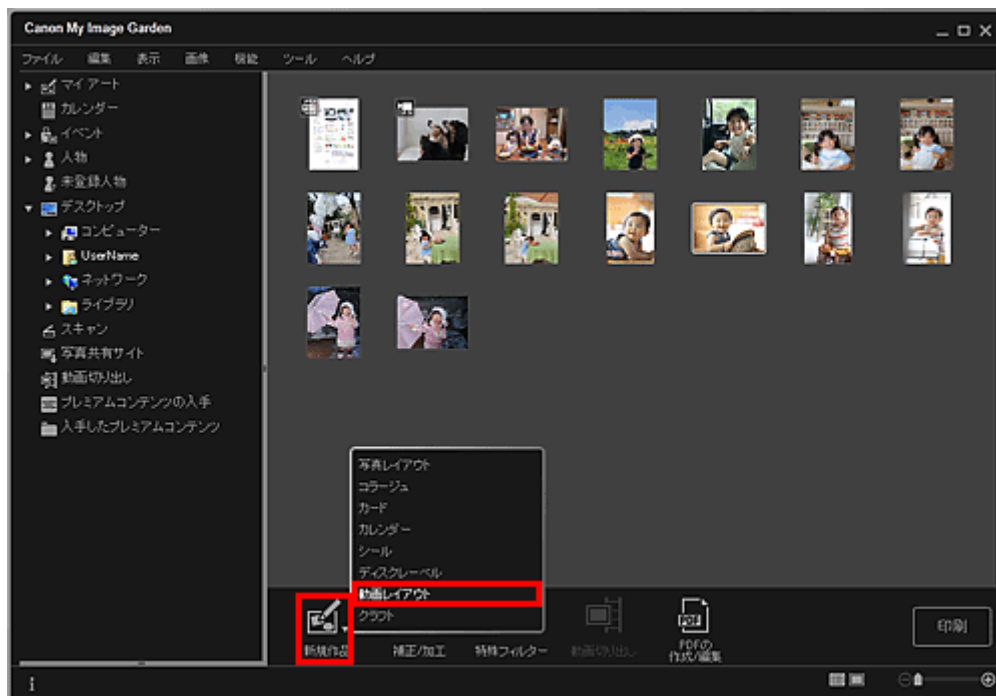 Canon My Image Garden
ファイル 編集 表示 画像 機能 ツール ヘルプ
マイ アート
カレンダー
イベント
人物
未登録人物
デスクトップ
コンピューター
UserName
ネットワーク
ライブラリ
スキャン
写真共有サイト
動画切り出し
プレミアムコンテンツの入手
入手したプレミアムコンテンツ
写真レイアウト
コラージュ
カード
カレンダー
シール
ディスクレーベル
動画レイアウト
クラフト
新規作品 補正/加工 特殊フィルター 動画切り出し PDFの
作成/編集
印刷